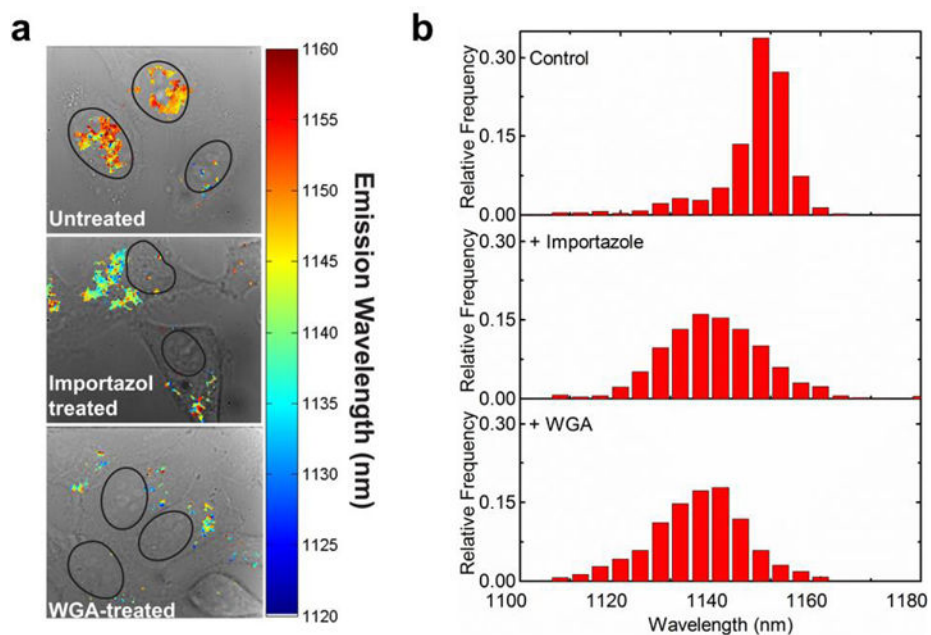 a
Untreated
Importazol
treated
WGA-treated
1160
1155
1150
1145
1140
1135
1130
1125
1120
Emission Wavelength (nm)
b
Control
0.30
0.15
0.00
Relative Frequency
+ Importazole
0.30
0.15
0.00
Relative Frequency
+ WGA
0.30
0.15
0.00
Relative Frequency
1100
1120
1140
1160
1180
Wavelength (nm)